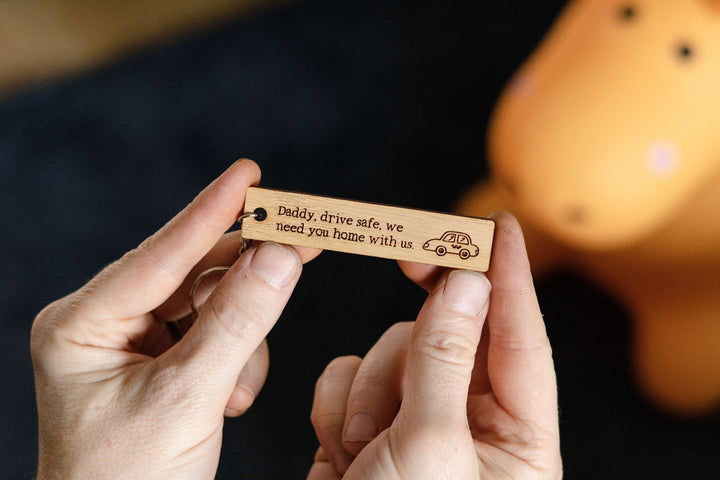 Daddy, drive safe, we
need you home with us.